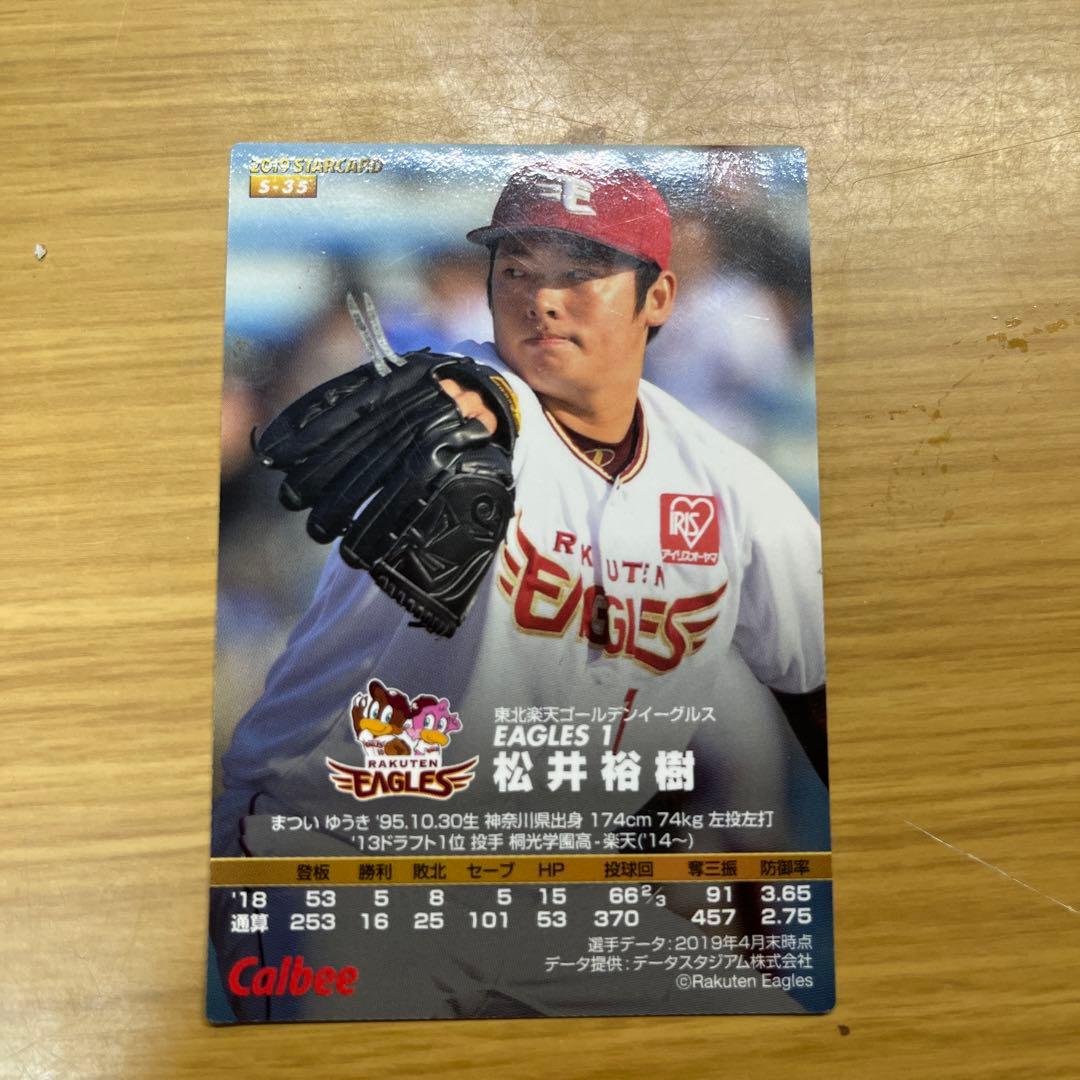 2019 STARCARD
S-35
E
IRIS
アイリスオーヤマ
RAKUTEN
EAGLES
1
東北楽天ゴールデンイーグルス
EAGLES 1
松井裕樹
RAKUTEN
EAGLES
まつい ゆうき '95.10.30生 神奈川県出身 174cm 74kg 左投左打
'13ドラフト1位 投手 桐光学園高-楽天('14〜)
登板 勝利 敗北 セーブ HP 投球回 奪三振 防御率
'18 53 5 8 5 15 66 2/3 91 3.65
通算 253 16 25 101 53 370 457 2.75
選手データ:2019年4月末時点
データ提供:データスタジアム株式会社
©Rakuten Eagles
Calbee